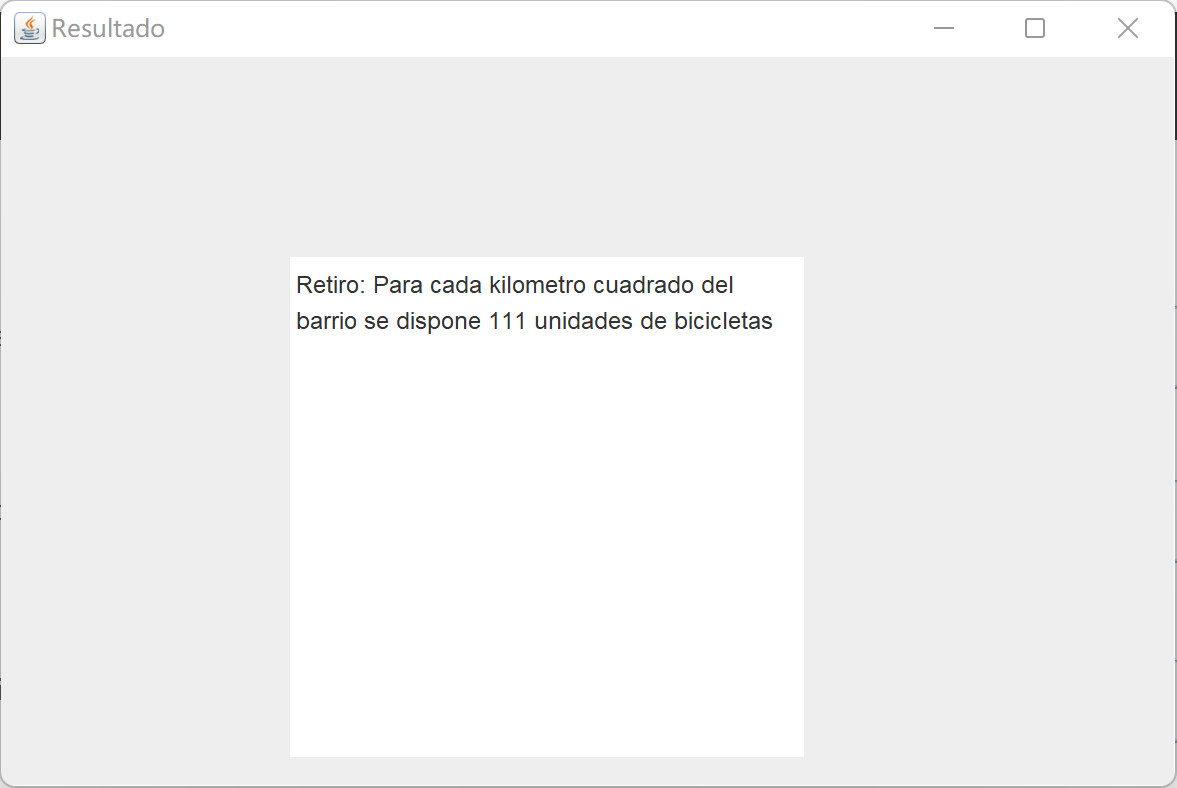 Resultado
Retiro: Para cada kilometro cuadrado del
barrio se dispone 111 unidades de bicicletas